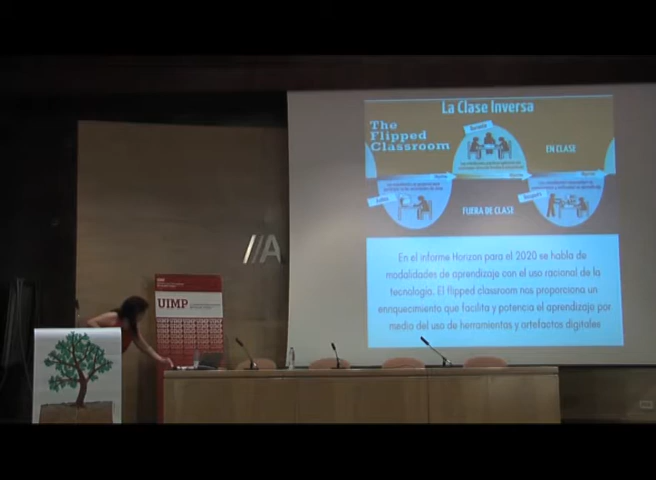 La Clase Inversa
The
Flipped
Classroom
EN CLASE
FUERA DE CLASE
En el informe Horizon para el 2020 se habla de
modalidades de aprendizaje con el uso racional de la
tecnología. El flipped classroom nos proporciona un
enriquecimiento que facilita y potencia el aprendizaje por
media del uso de herramientas y artefactos digitales
//A
UIMP